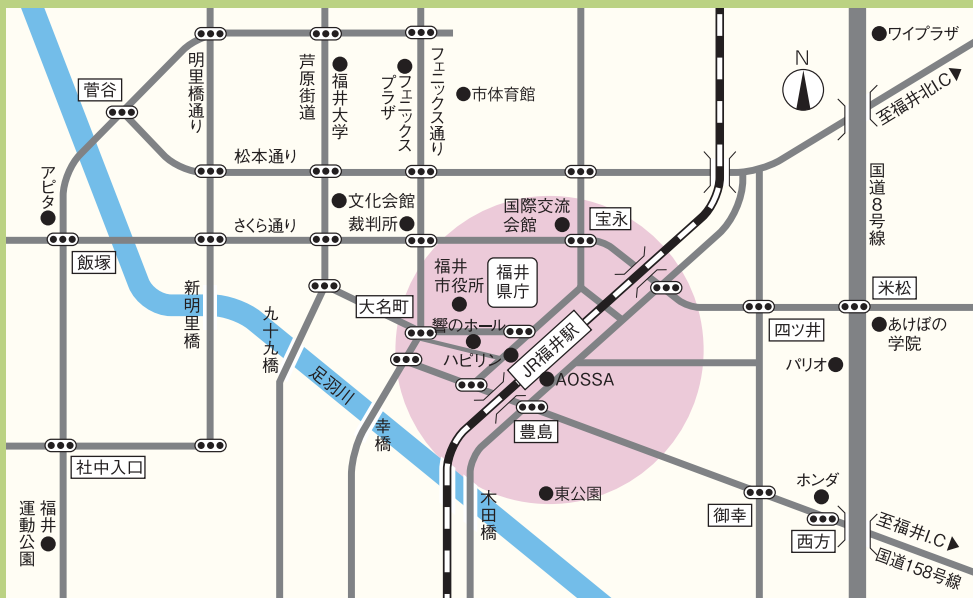 ワイプラザ
N
明里橋通り
芦原街道
福井大学
フェニックス
プラザ
フェニックス通り
市体育館
菅谷
至福井北I.C
松本通り
国道8号線
アピタ
文化会館
裁判所
国際交流
会館
宝永
さくら通り
飯塚
福井
市役所
福井
県庁
新明里橋
大名町
米松
九十九橋
響のホール
四ツ井
あけぼの
学院
ハピリン
JR福井駅
パリオ
足羽川
AOSSA
幸橋
豊島
社中入口
ホンダ
木田橋
東公園
御幸
西方
福井
運動公園
至福井I.C
国道158号線